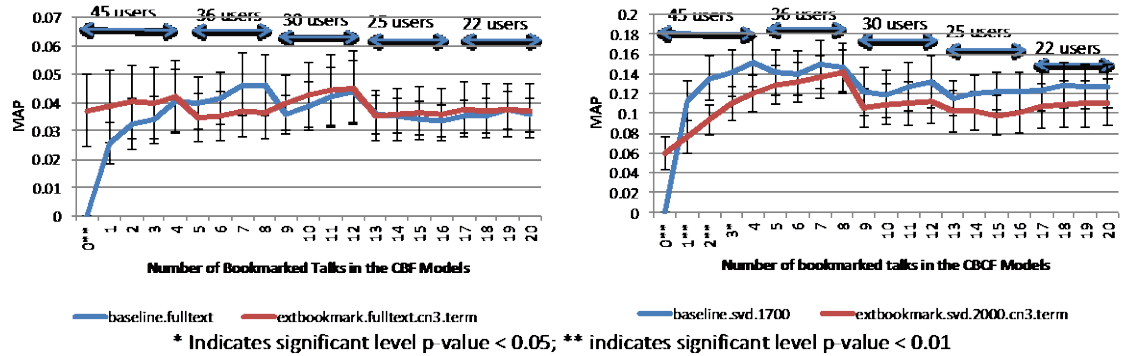 45 users
36 users
30 users
25 users
22 users
0.07
0.06
0.05
0.04
0.03
0.02
0.01
0
MAP
0** 1 2 3 4 5 6 7 8 9 10 11 12 13 14 15 16 17 18 19 20
Number of Bookmarked Talks in the CBF Models
baseline.fulltext extbookmark.fulltext.cn3.term
45 users
36 users
30 users
25 users
22 users
0.2
0.18
0.16
0.14
0.12
0.1
0.08
0.06
0.04
0.02
0
MAP
0** 1** 2** 3* 4 5 6 7 8 9 10 11 12 13 14 15 16 17 18 19 20
Number of bookmarked talks in the CBCF Models
baseline.svd.1700 extbookmark.svd.2000.cn3.term
* Indicates significant level p-value < 0.05; ** indicates significant level p-value < 0.01